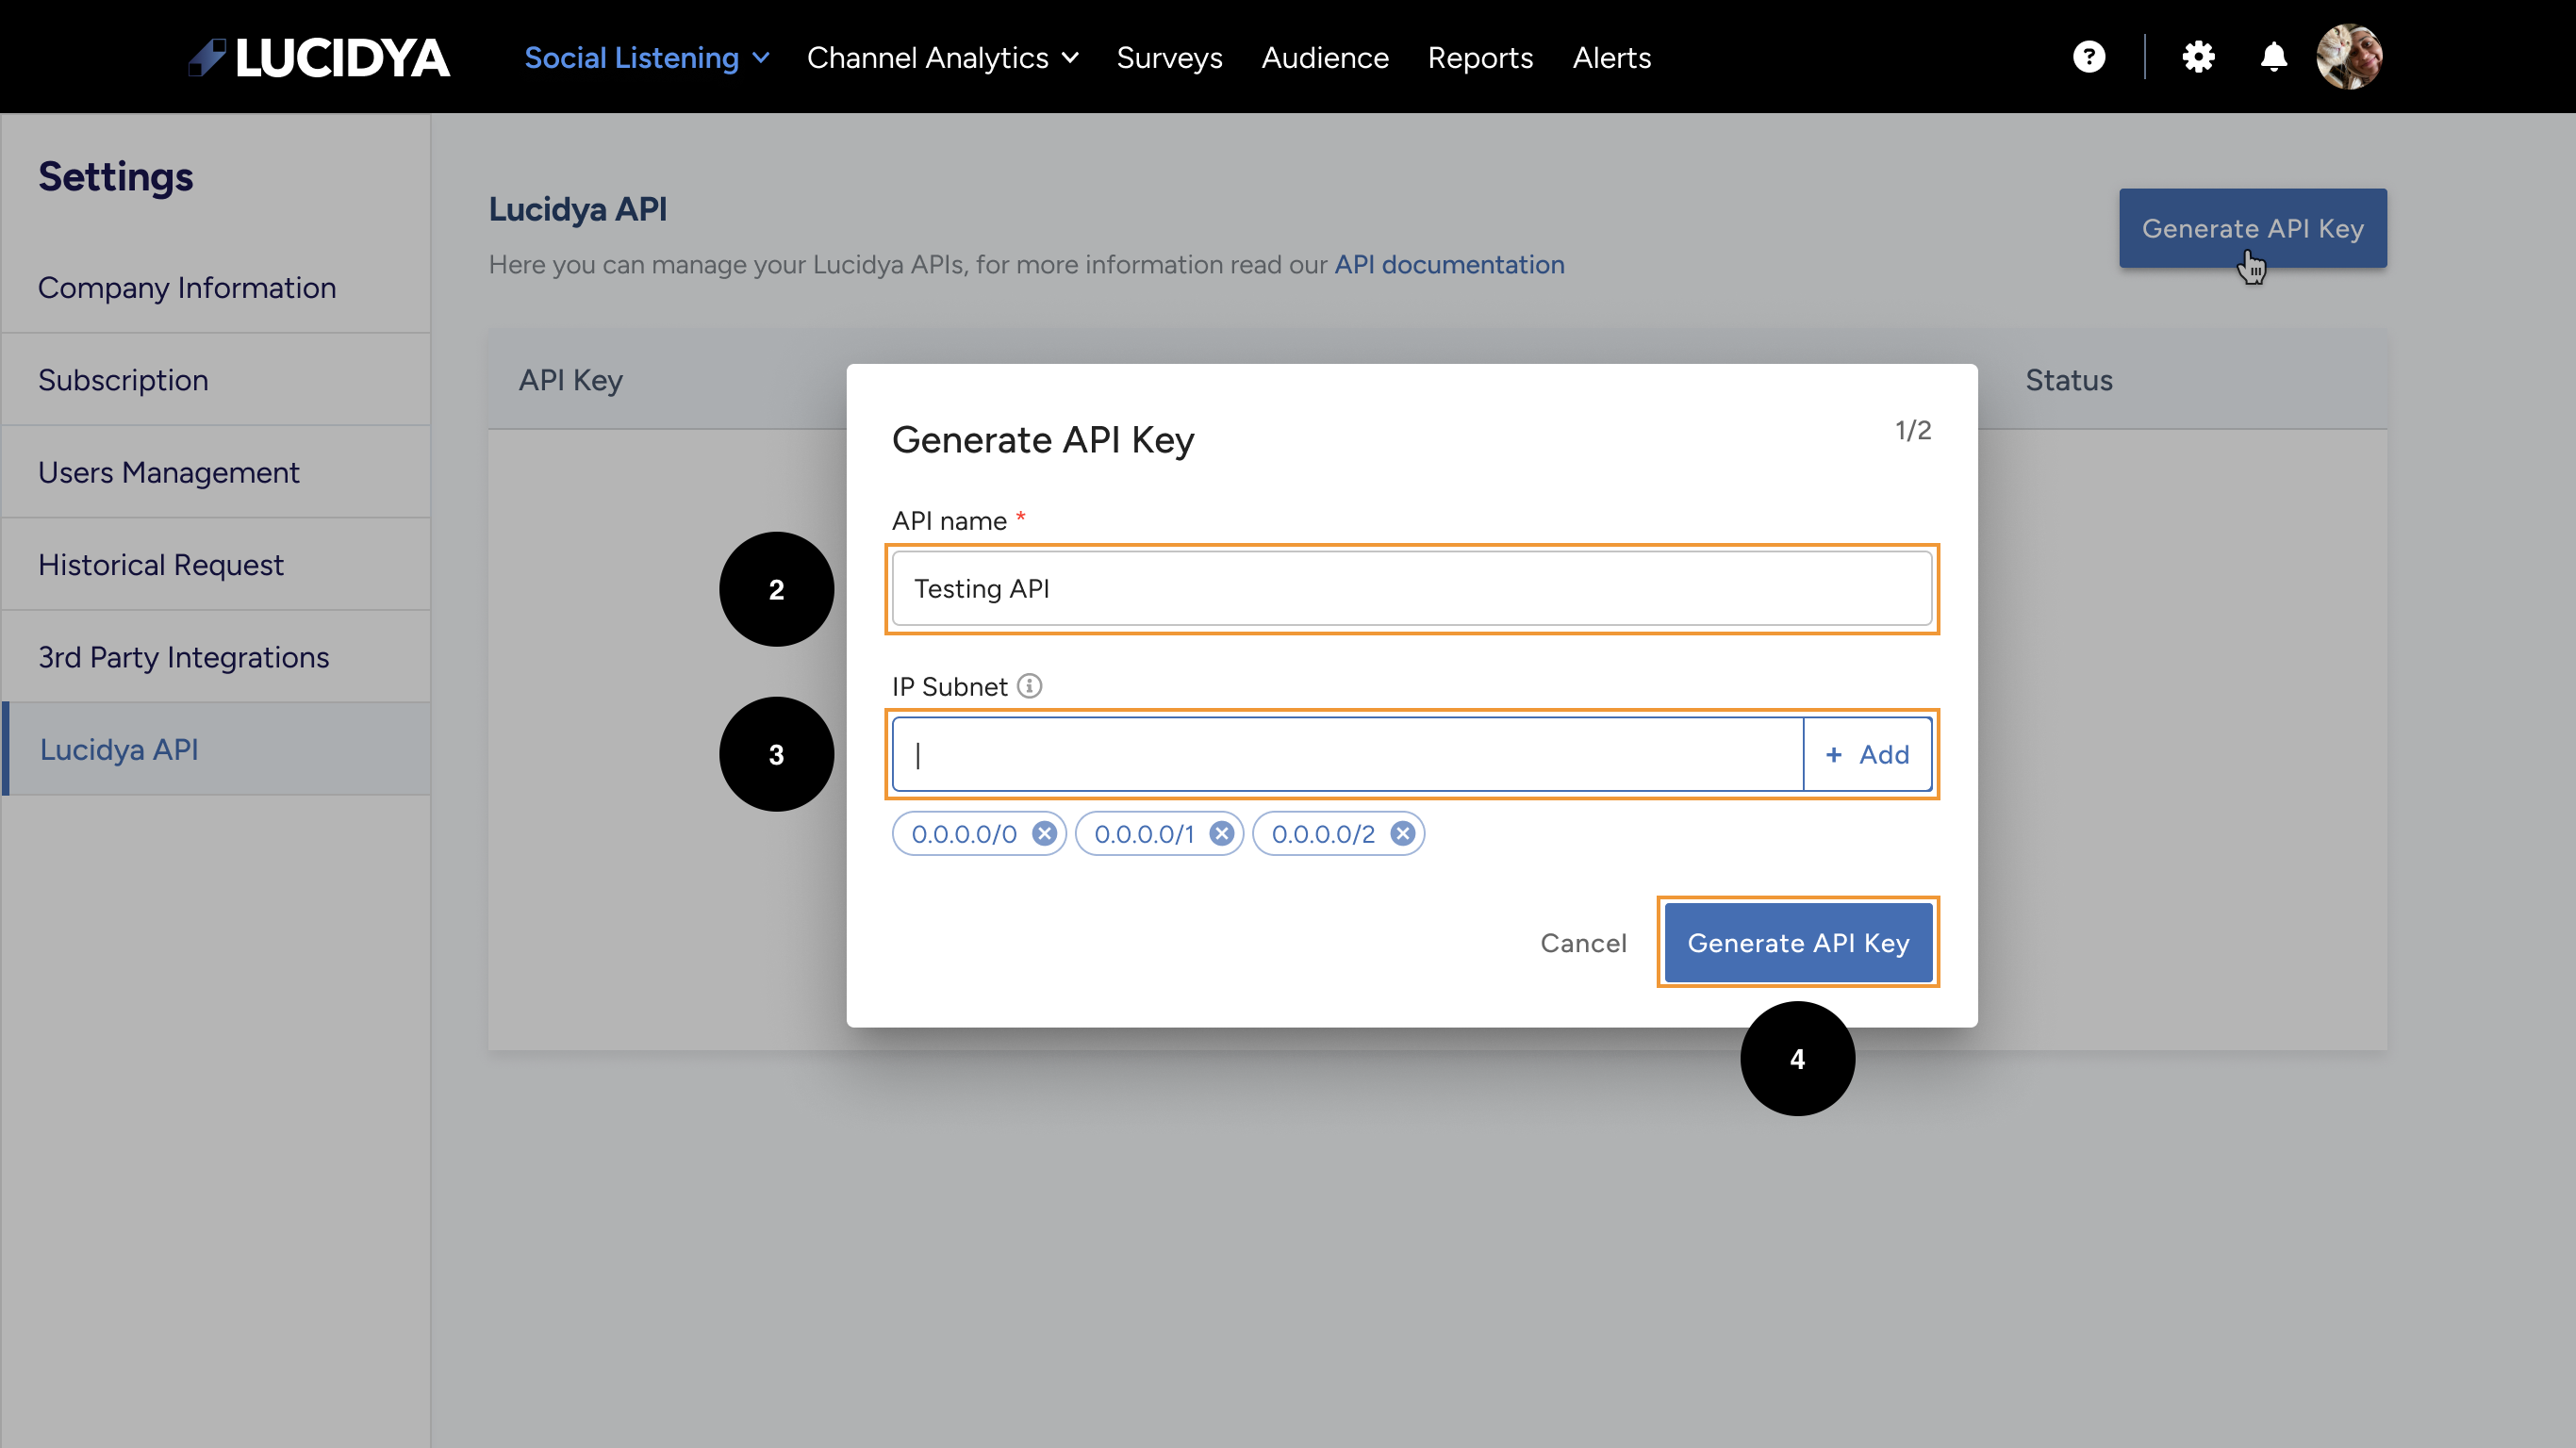 LUCIDYA
Social Listening Channel Analytics Surveys Audience Reports Alerts
Settings
Company Information
Subscription
Users Management
Historical Request
3rd Party Integrations
Lucidya API
Lucidya API
Here you can manage your Lucidya APIs, for more information read our API documentation
Generate API Key
API Key Status
Generate API Key 1/2
API name *
2
Testing API
IP Subnet
3
+ Add
0.0.0.0/0 0.0.0.0/1 0.0.0.0/2
Cancel Generate API Key
4